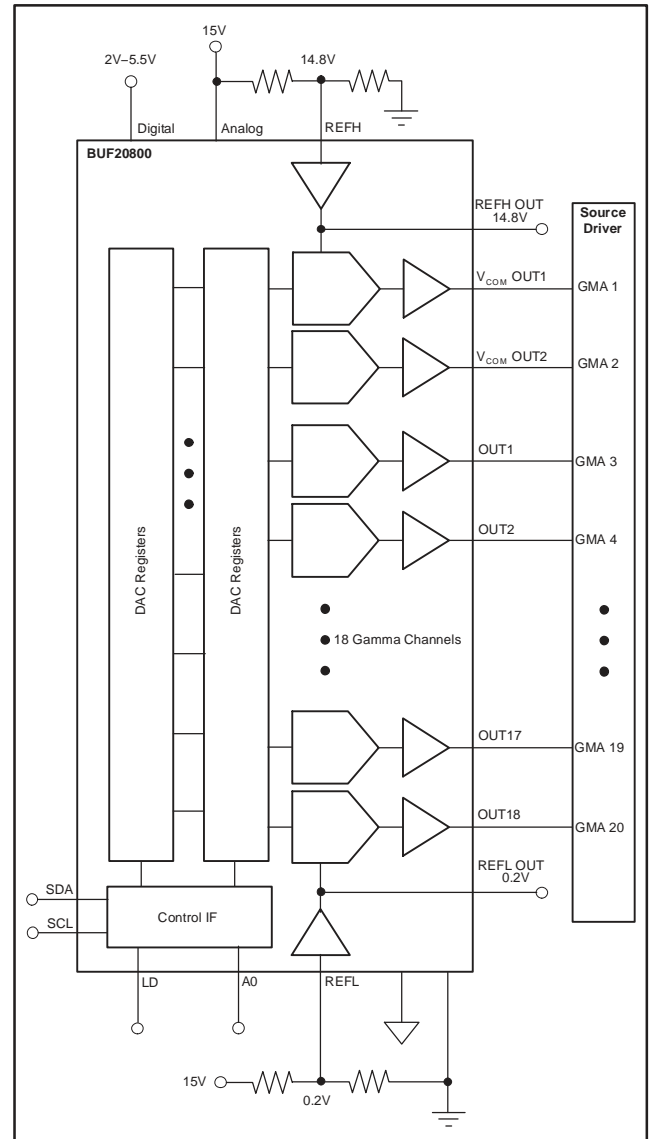 15V
2V–5.5V
14.8V
Digital
Analog
REFH
BUF20800
REFH OUT
14.8V
Source
Driver
VCOM OUT1
GMA 1
VCOM OUT2
GMA 2
OUT1
GMA 3
OUT2
GMA 4
DAC Registers
DAC Registers
18 Gamma Channels
OUT17
GMA 19
OUT18
GMA 20
REFL OUT
0.2V
SDA
SCL
Control IF
LD
A0
REFL
15V
0.2V